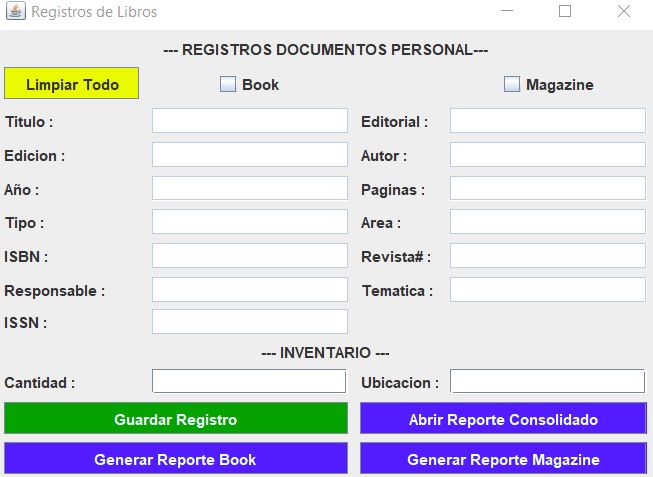 Registros de Libros
--- REGISTROS DOCUMENTOS PERSONAL---
Limpiar Todo Book Magazine
Titulo : Editorial :
Edicion : Autor :
Año : Paginas :
Tipo : Area :
ISBN : Revista# :
Responsable : Tematica :
ISSN :
--- INVENTARIO ---
Cantidad : Ubicacion :
Guardar Registro Abrir Reporte Consolidado
Generar Reporte Book Generar Reporte Magazine